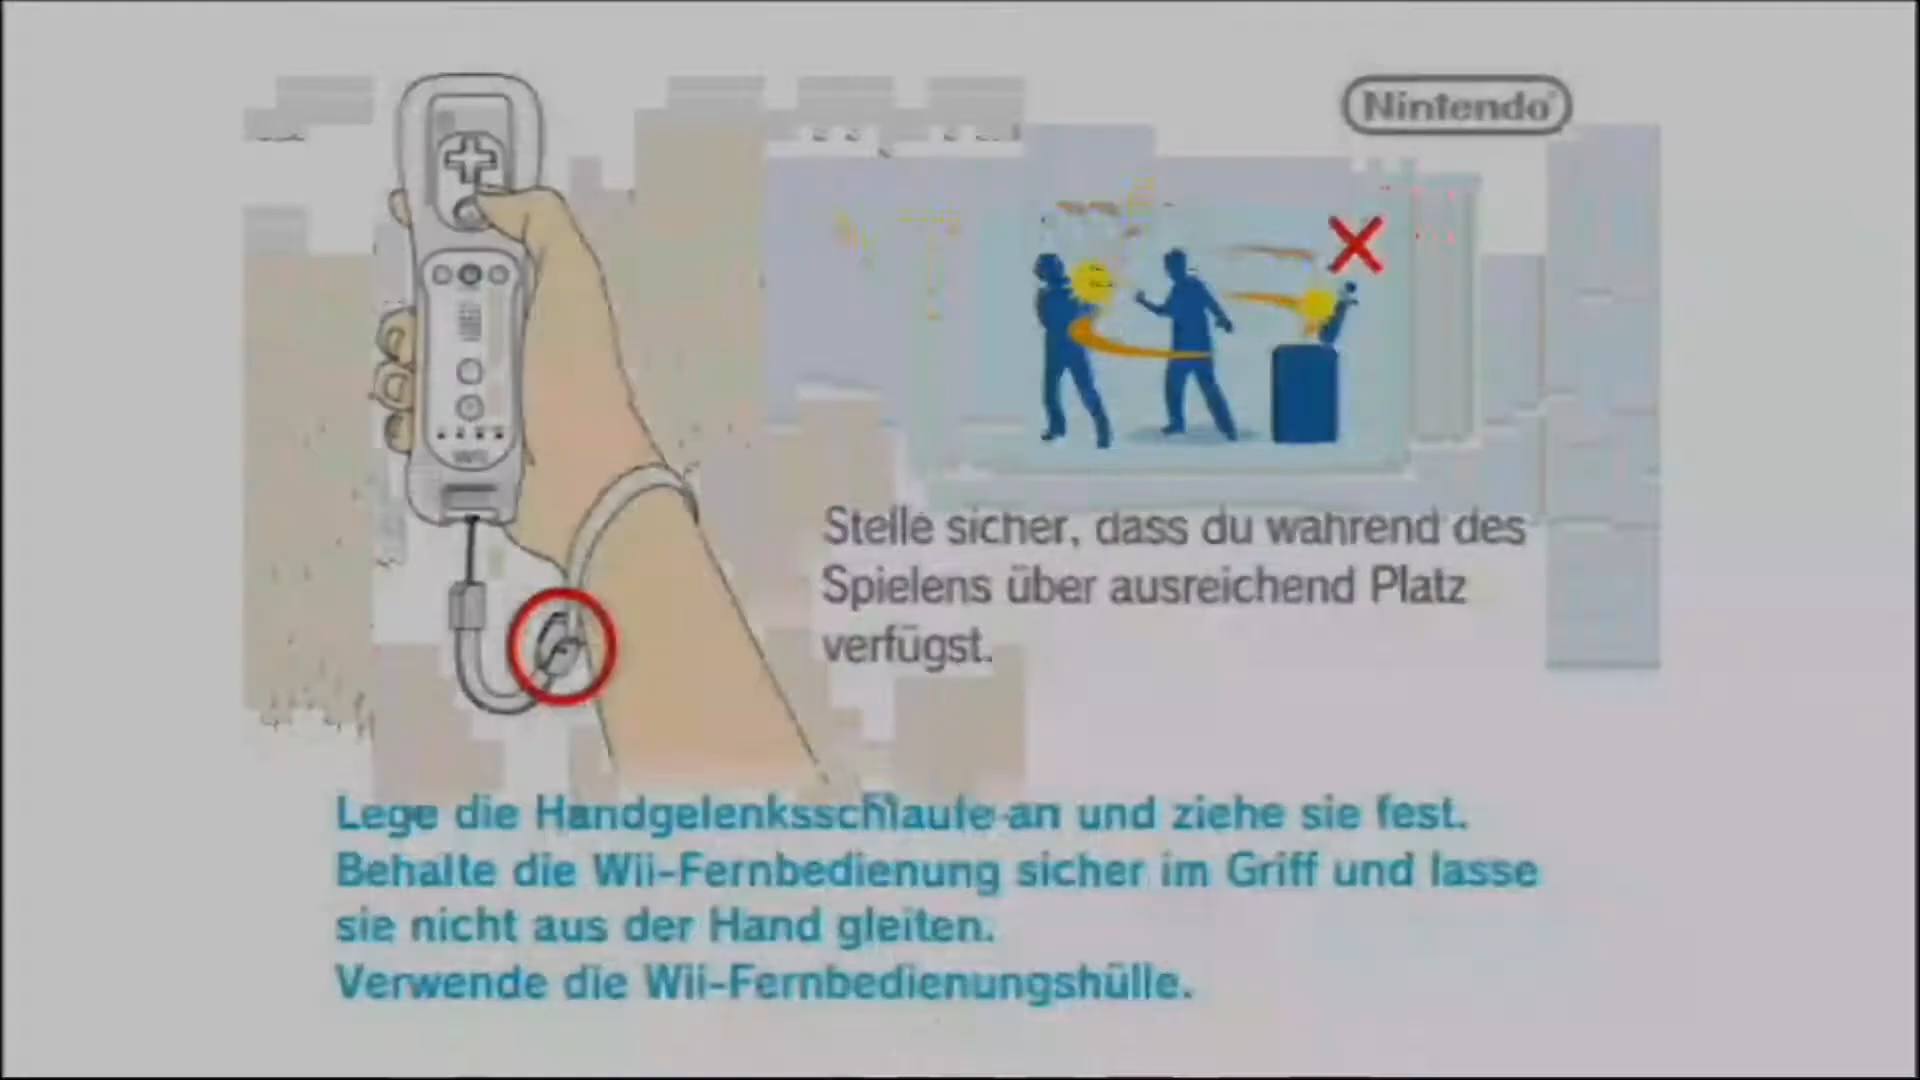 Nintendo
Stelle sicher, dass du während des
Spielens über ausreichend Platz
verfügst.
Lege die Handgelenksschlaufe an und ziehe sie fest.
Behalte die Wii-Fernbedienung sicher im Griff und lasse
sie nicht aus der Hand gleiten.
Verwende die Wii-Fernbedienungshülle.